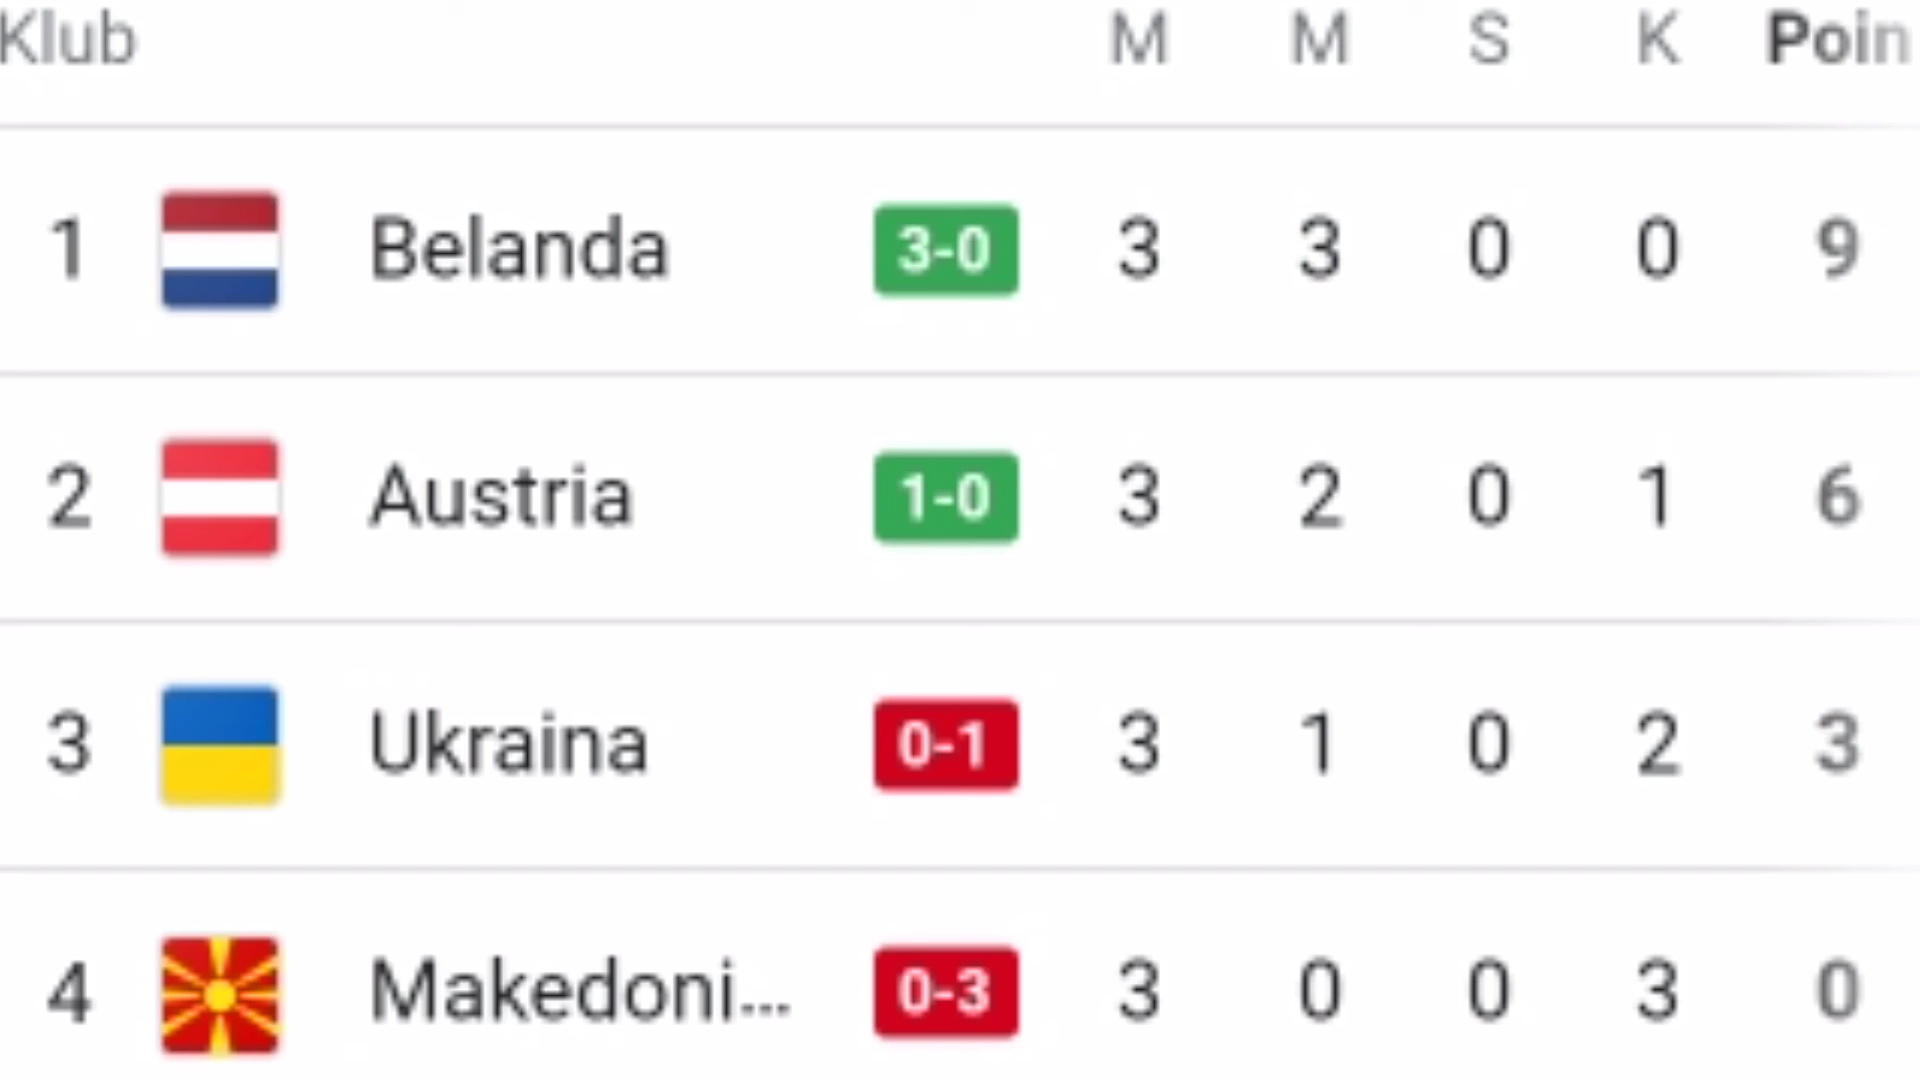 Klub M M S K Poin
1 Belanda 3-0 3 3 0 0 9
2 Austria 1-0 3 2 0 1 6
3 Ukraina 0-1 3 1 0 2 3
4 Makedoni... 0-3 3 0 0 3 0